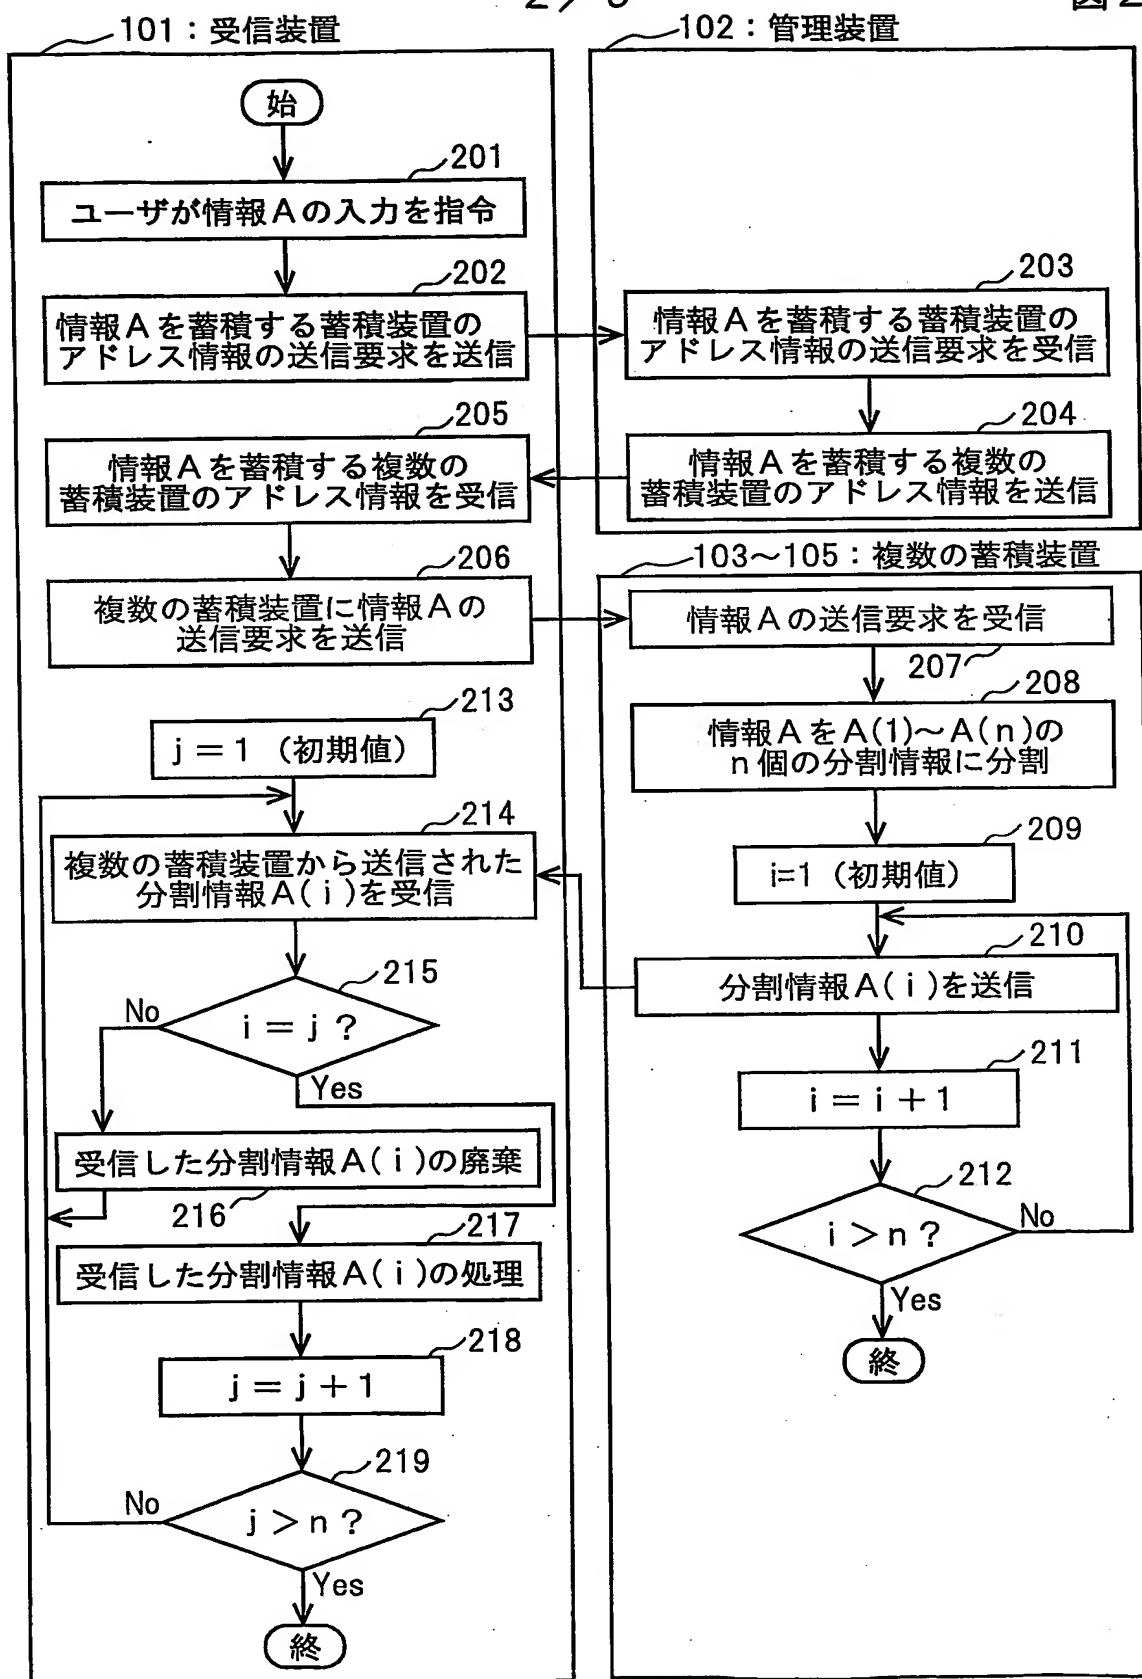 図2
101：受信装置
始
201
ユーザが情報Aの入力を指令
202
情報Aを蓄積する蓄積装置の
アドレス情報の送信要求を送信
205
情報Aを蓄積する複数の
蓄積装置のアドレス情報を受信
206
複数の蓄積装置に情報Aの
送信要求を送信
213
j＝1（初期値）
214
複数の蓄積装置から送信された
分割情報A(i)を受信
215
i＝j？
No
Yes
受信した分割情報A(i)の廃棄
216
217
受信した分割情報A(i)の処理
218
j＝j＋1
219
j＞n？
No
Yes
終
102：管理装置
203
情報Aを蓄積する蓄積装置の
アドレス情報の送信要求を受信
204
情報Aを蓄積する複数の
蓄積装置のアドレス情報を送信
103～105：複数の蓄積装置
情報Aの送信要求を受信
207
208
情報AをA(1)～A(n)の
n個の分割情報に分割
209
i=1（初期値）
210
分割情報A(i)を送信
211
i＝i＋1
212
i＞n？
No
Yes
終